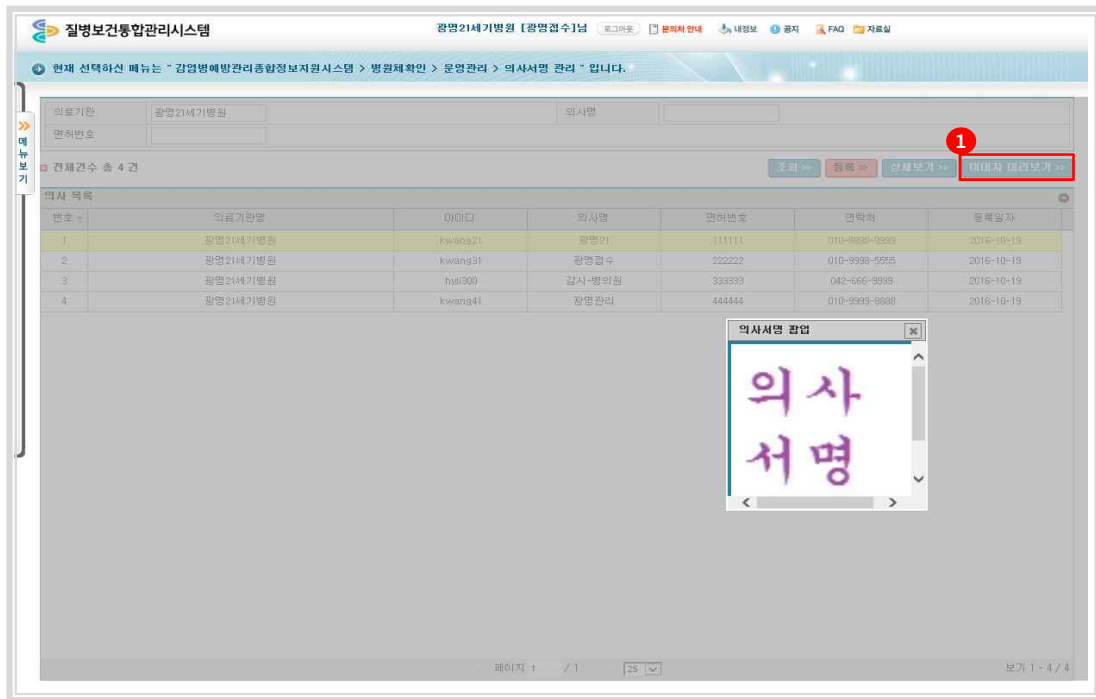 질병보건통합관리시스템
광명21세기병원 [광명접수]님 로그아웃 문의처 안내 내정보 공지 FAQ 자료실
현재 선택하신 메뉴는 " 감염병예방관리종합정보지원시스템 > 병원체확인 > 운영관리 > 의사서명 관리 " 입니다.
메뉴보기
의료기관 광명21세기병원 의사명
면허번호
1
전체건수 총 4 건 조회 등록 상세보기 이미지 미리보기
의사 목록
번호 의료기관명 아이디 의사명 면허번호 연락처 등록일자
1 광명21세기병원 kwang21 광명21 111111 010-9898-9999 2016-10-19
2 광명21세기병원 kwang31 광명접수 222222 010-9998-5555 2016-10-19
3 광명21세기병원 감사-병의원 333333 042-666-9999 2016-10-19
4 광명21세기병원 kwang41 광명관리 444444 010-9999-8888 2016-10-19
의사서명 팝업
의사
서명
페이지 1 / 1 25 보기 1 - 4 / 4